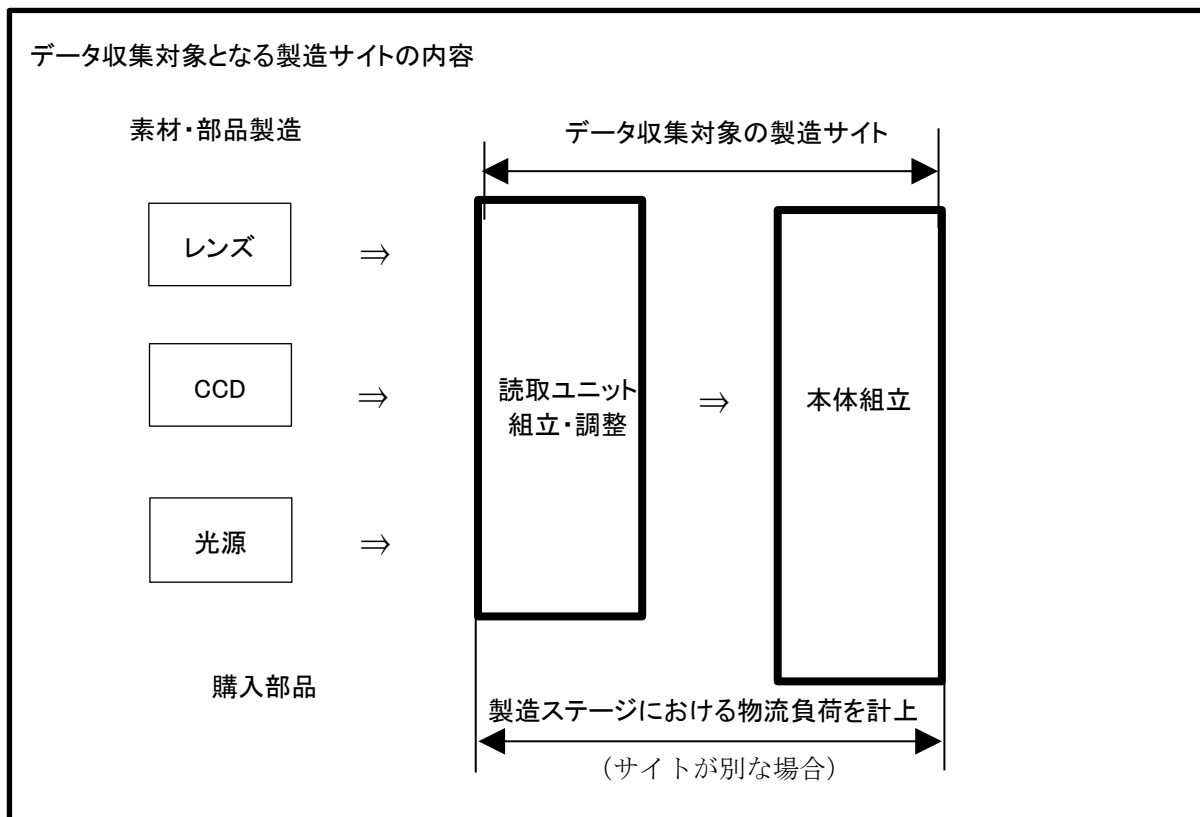 データ収集対象となる製造サイトの内容
素材・部品製造
データ収集対象の製造サイト
レンズ
⇒
CCD
⇒
読取ユニット
組立・調整
⇒
本体組立
光源
⇒
購入部品
製造ステージにおける物流負荷を計上
（サイトが別な場合）